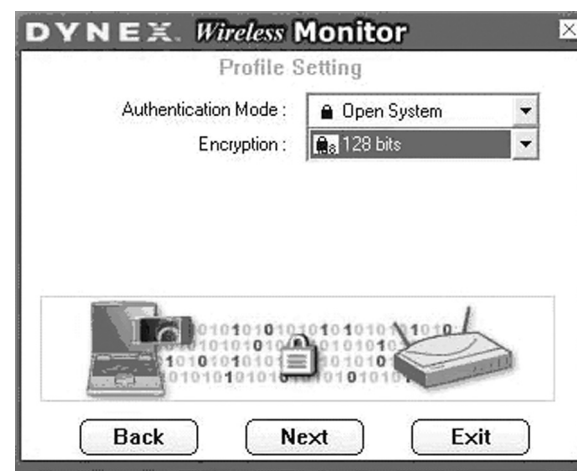 DYNEX Wireless Monitor
Profile Setting
Authentication Mode : Open System
Encryption : 128 bits
Back Next Exit